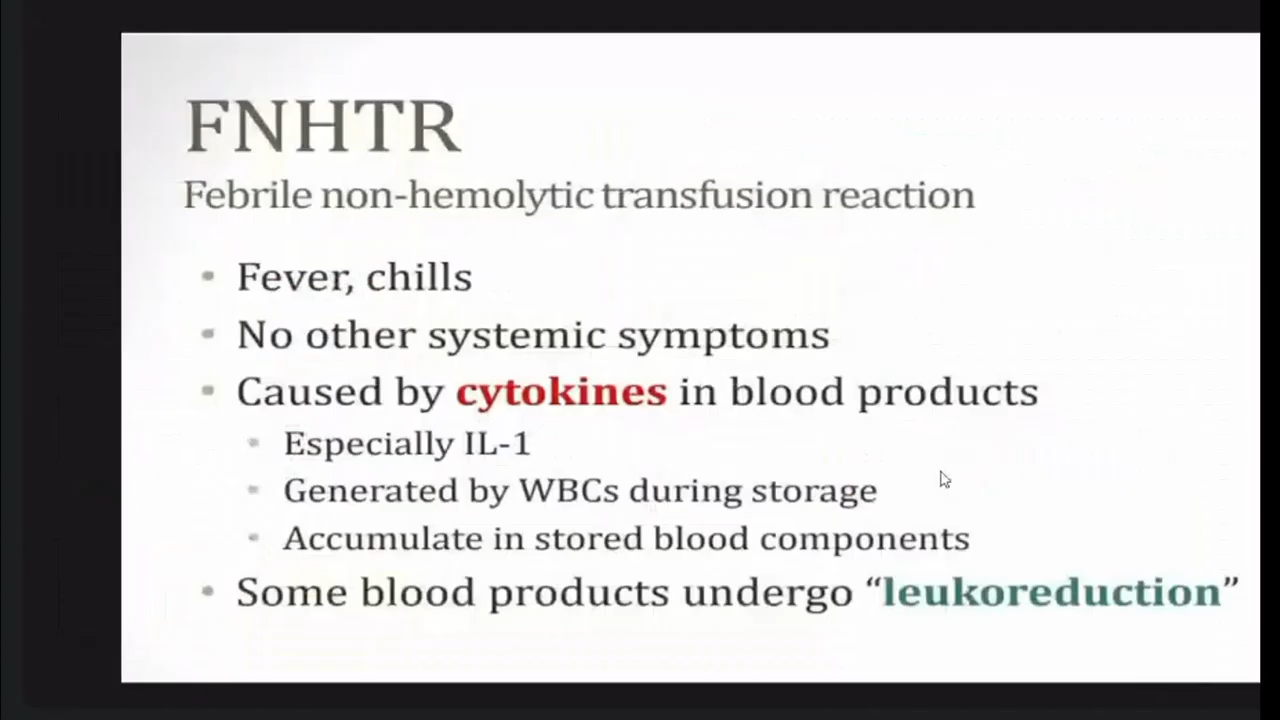 FNHTR
Febrile non-hemolytic transfusion reaction
• Fever, chills
• No other systemic symptoms
• Caused by cytokines in blood products
• Especially IL-1
• Generated by WBCs during storage
• Accumulate in stored blood components
• Some blood products undergo “leukoreduction”